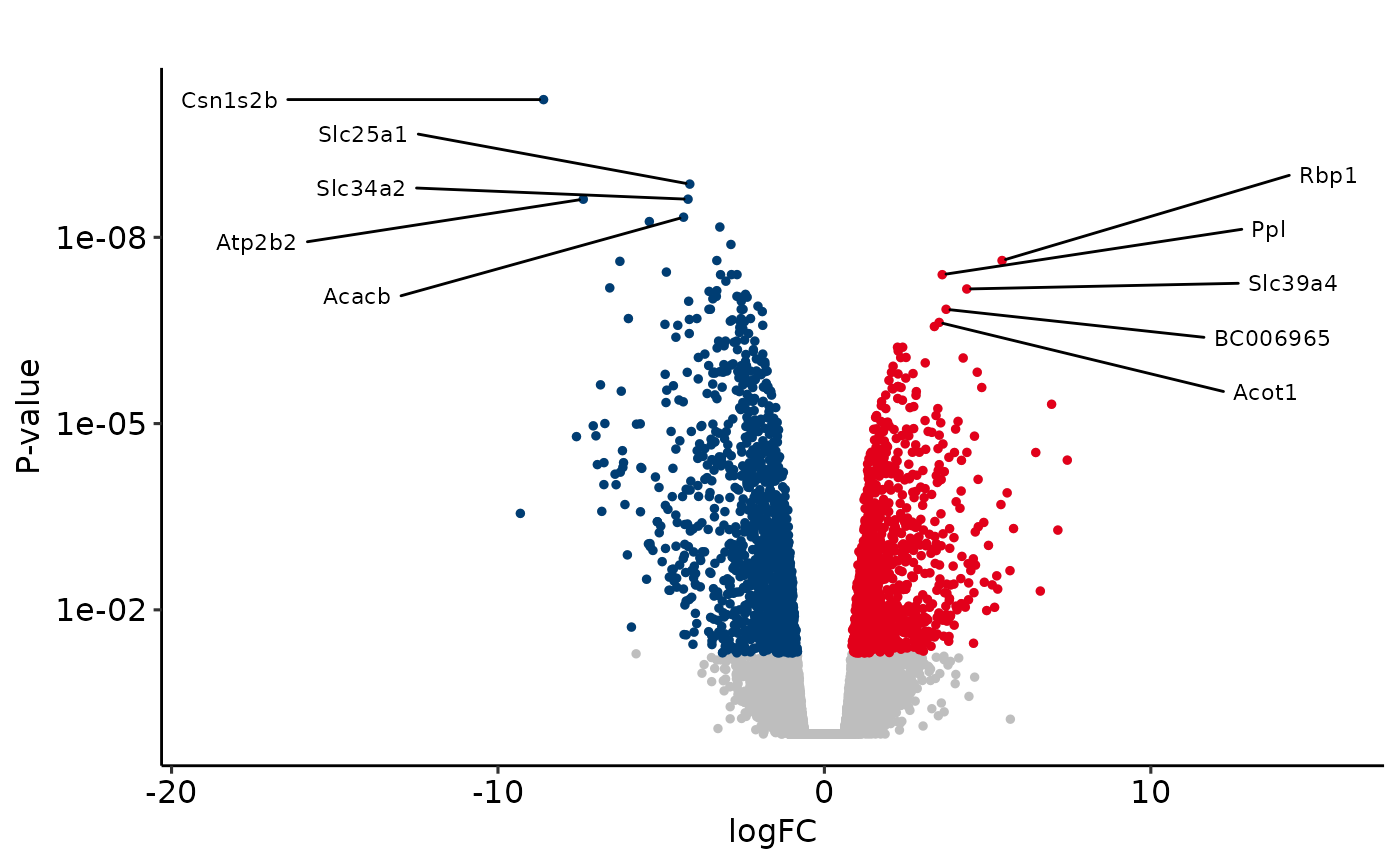 Csn1s2b
Slc25a1
Rbp1
Slc34a2
Ppl
1e-08
Atp2b2
Slc39a4
Acacb
BC006965
P-value
Acot1
1e-05
1e-02
-20 -10 0 10
logFC